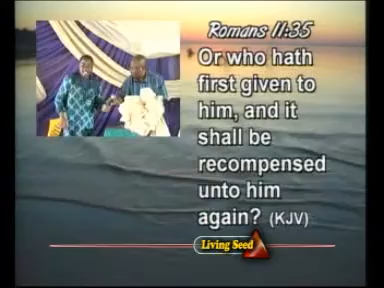 Romans 11:35
Or who hath
first given to
him, and it
shall be
recompensed
unto him
again? (KJV)
Living Seed